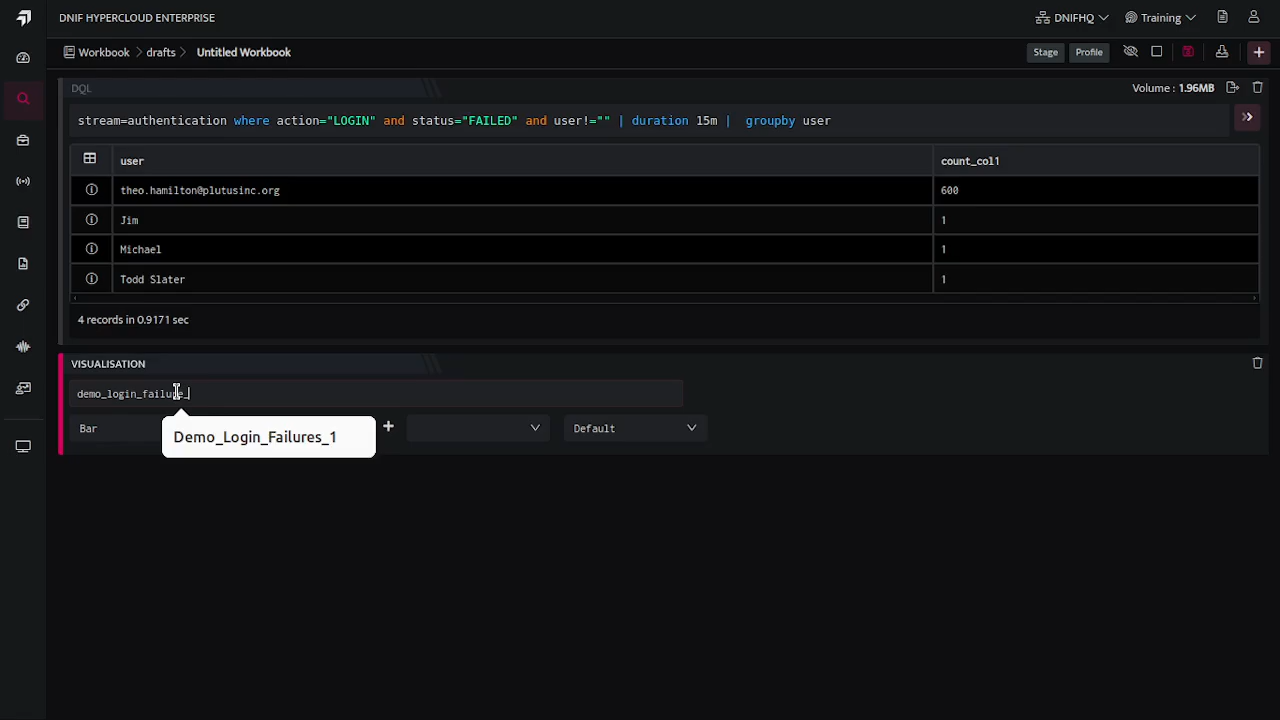 DNIF HYPERCLOUD ENTERPRISE
DNIFHQ
Training
Workbook
drafts
Untitled Workbook
Stage
Profile
DQL
Volume : 1.96MB
stream=authentication where action="LOGIN" and status="FAILED" and user!="" | duration 15m | groupby user
user
count_col1
theo.hamilton@plutusinc.org
600
Jim
1
Michael
1
Todd Slater
1
4 records in 0.9171 sec
VISUALISATION
demo_login_failure_
Bar
Default
Demo_Login_Failures_1